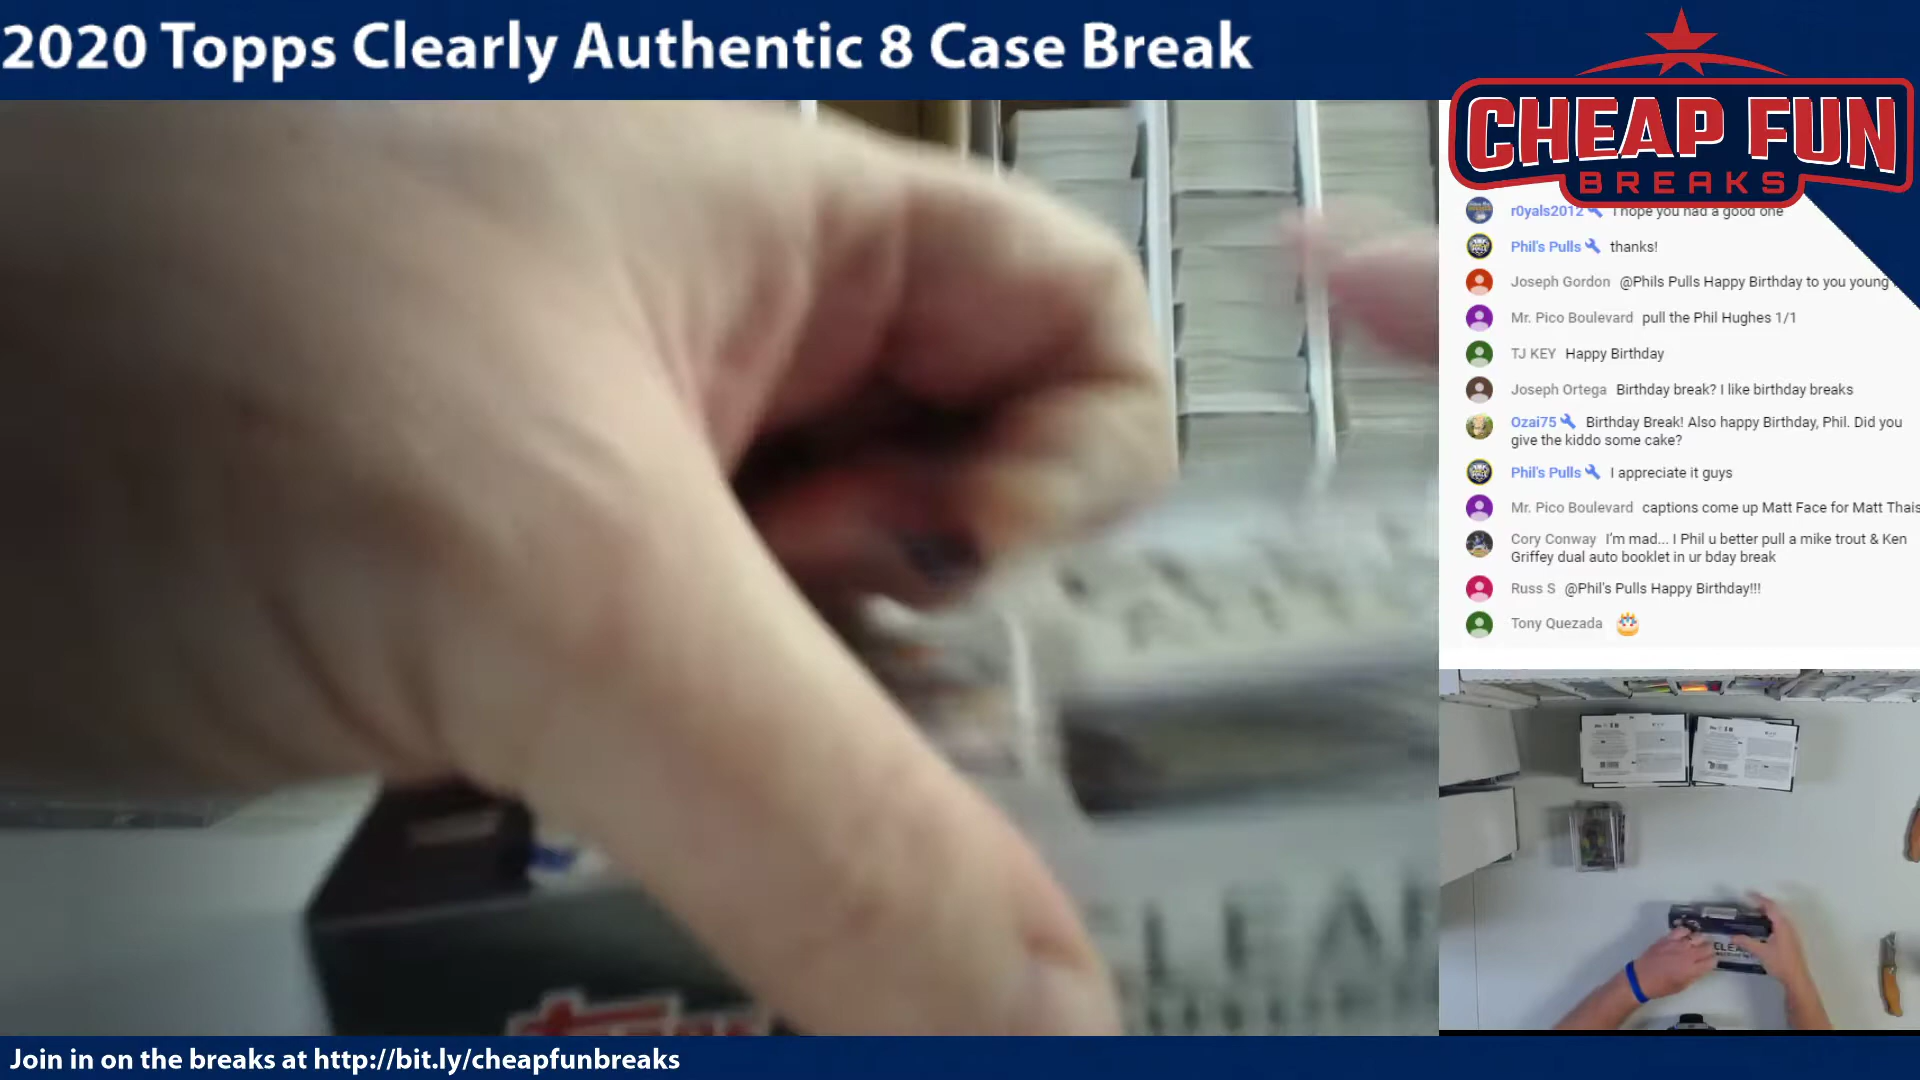 2020 Topps Clearly Authentic 8 Case Break
CHEAP FUN
BREAKS
r0yals2012 I hope you had a good one
Phil's Pulls thanks!
Joseph Gordon @Phils Pulls Happy Birthday to you young
Mr. Pico Boulevard pull the Phil Hughes 1/1
TJ KEY Happy Birthday
Joseph Ortega Birthday break? I like birthday breaks
Ozai75 Birthday Break! Also happy Birthday, Phil. Did you
give the kiddo some cake?
Phil's Pulls I appreciate it guys
Mr. Pico Boulevard captions come up Matt Face for Matt Thais
Cory Conway I'm mad... I Phil u better pull a mike trout & Ken
Griffey dual auto booklet in ur bday break
Russ S @Phil's Pulls Happy Birthday!!!
Tony Quezada 🎂
CLEAR
Join in on the breaks at http://bit.ly/cheapfunbreaks